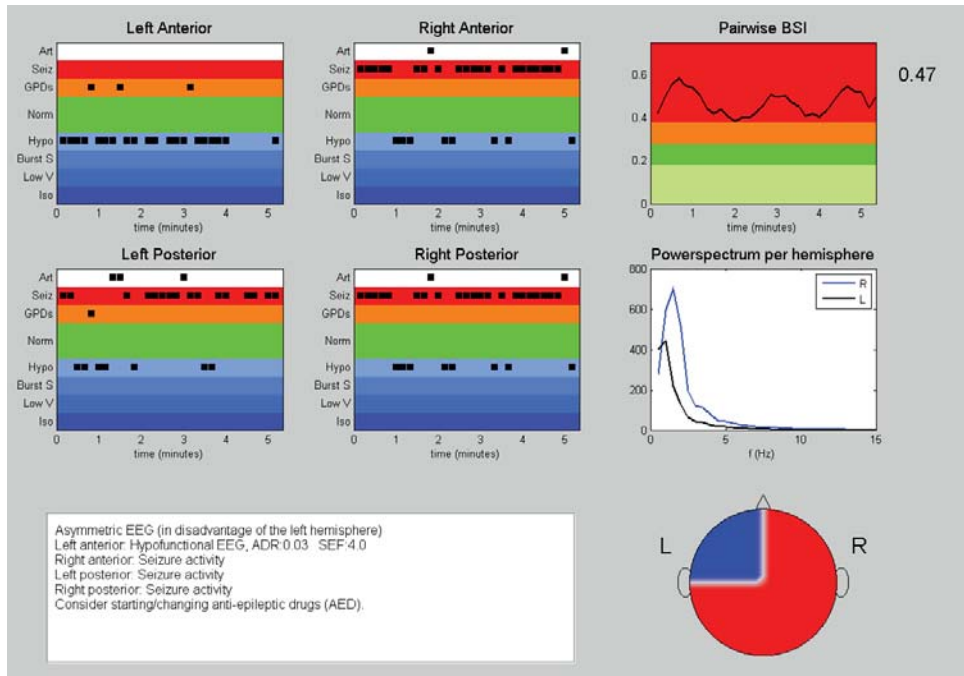 Left Anterior
Art
Seiz
GPDs
Norm
Hypo
Burst S
Low V
Iso
0 1 2 3 4 5
time (minutes)
Right Anterior
Art
Seiz
GPDs
Norm
Hypo
Burst S
Low V
Iso
0 1 2 3 4 5
time (minutes)
Pairwise BSI
0.6
0.4
0.2
0
0 1 2 3 4 5
time (minutes)
0.47
Left Posterior
Art
Seiz
GPDs
Norm
Hypo
Burst S
Low V
Iso
0 1 2 3 4 5
time (minutes)
Right Posterior
Art
Seiz
GPDs
Norm
Hypo
Burst S
Low V
Iso
0 1 2 3 4 5
time (minutes)
Powerspectrum per hemisphere
800
600
400
200
0
0 5 10 15
f (Hz)
R
L
Asymmetric EEG (in disadvantage of the left hemisphere)
Left anterior: Hypofunctional EEG, ADR:0.03 SEF:4.0
Right anterior: Seizure activity
Left posterior: Seizure activity
Right posterior: Seizure activity
Consider starting/changing anti-epileptic drugs (AED).
L R